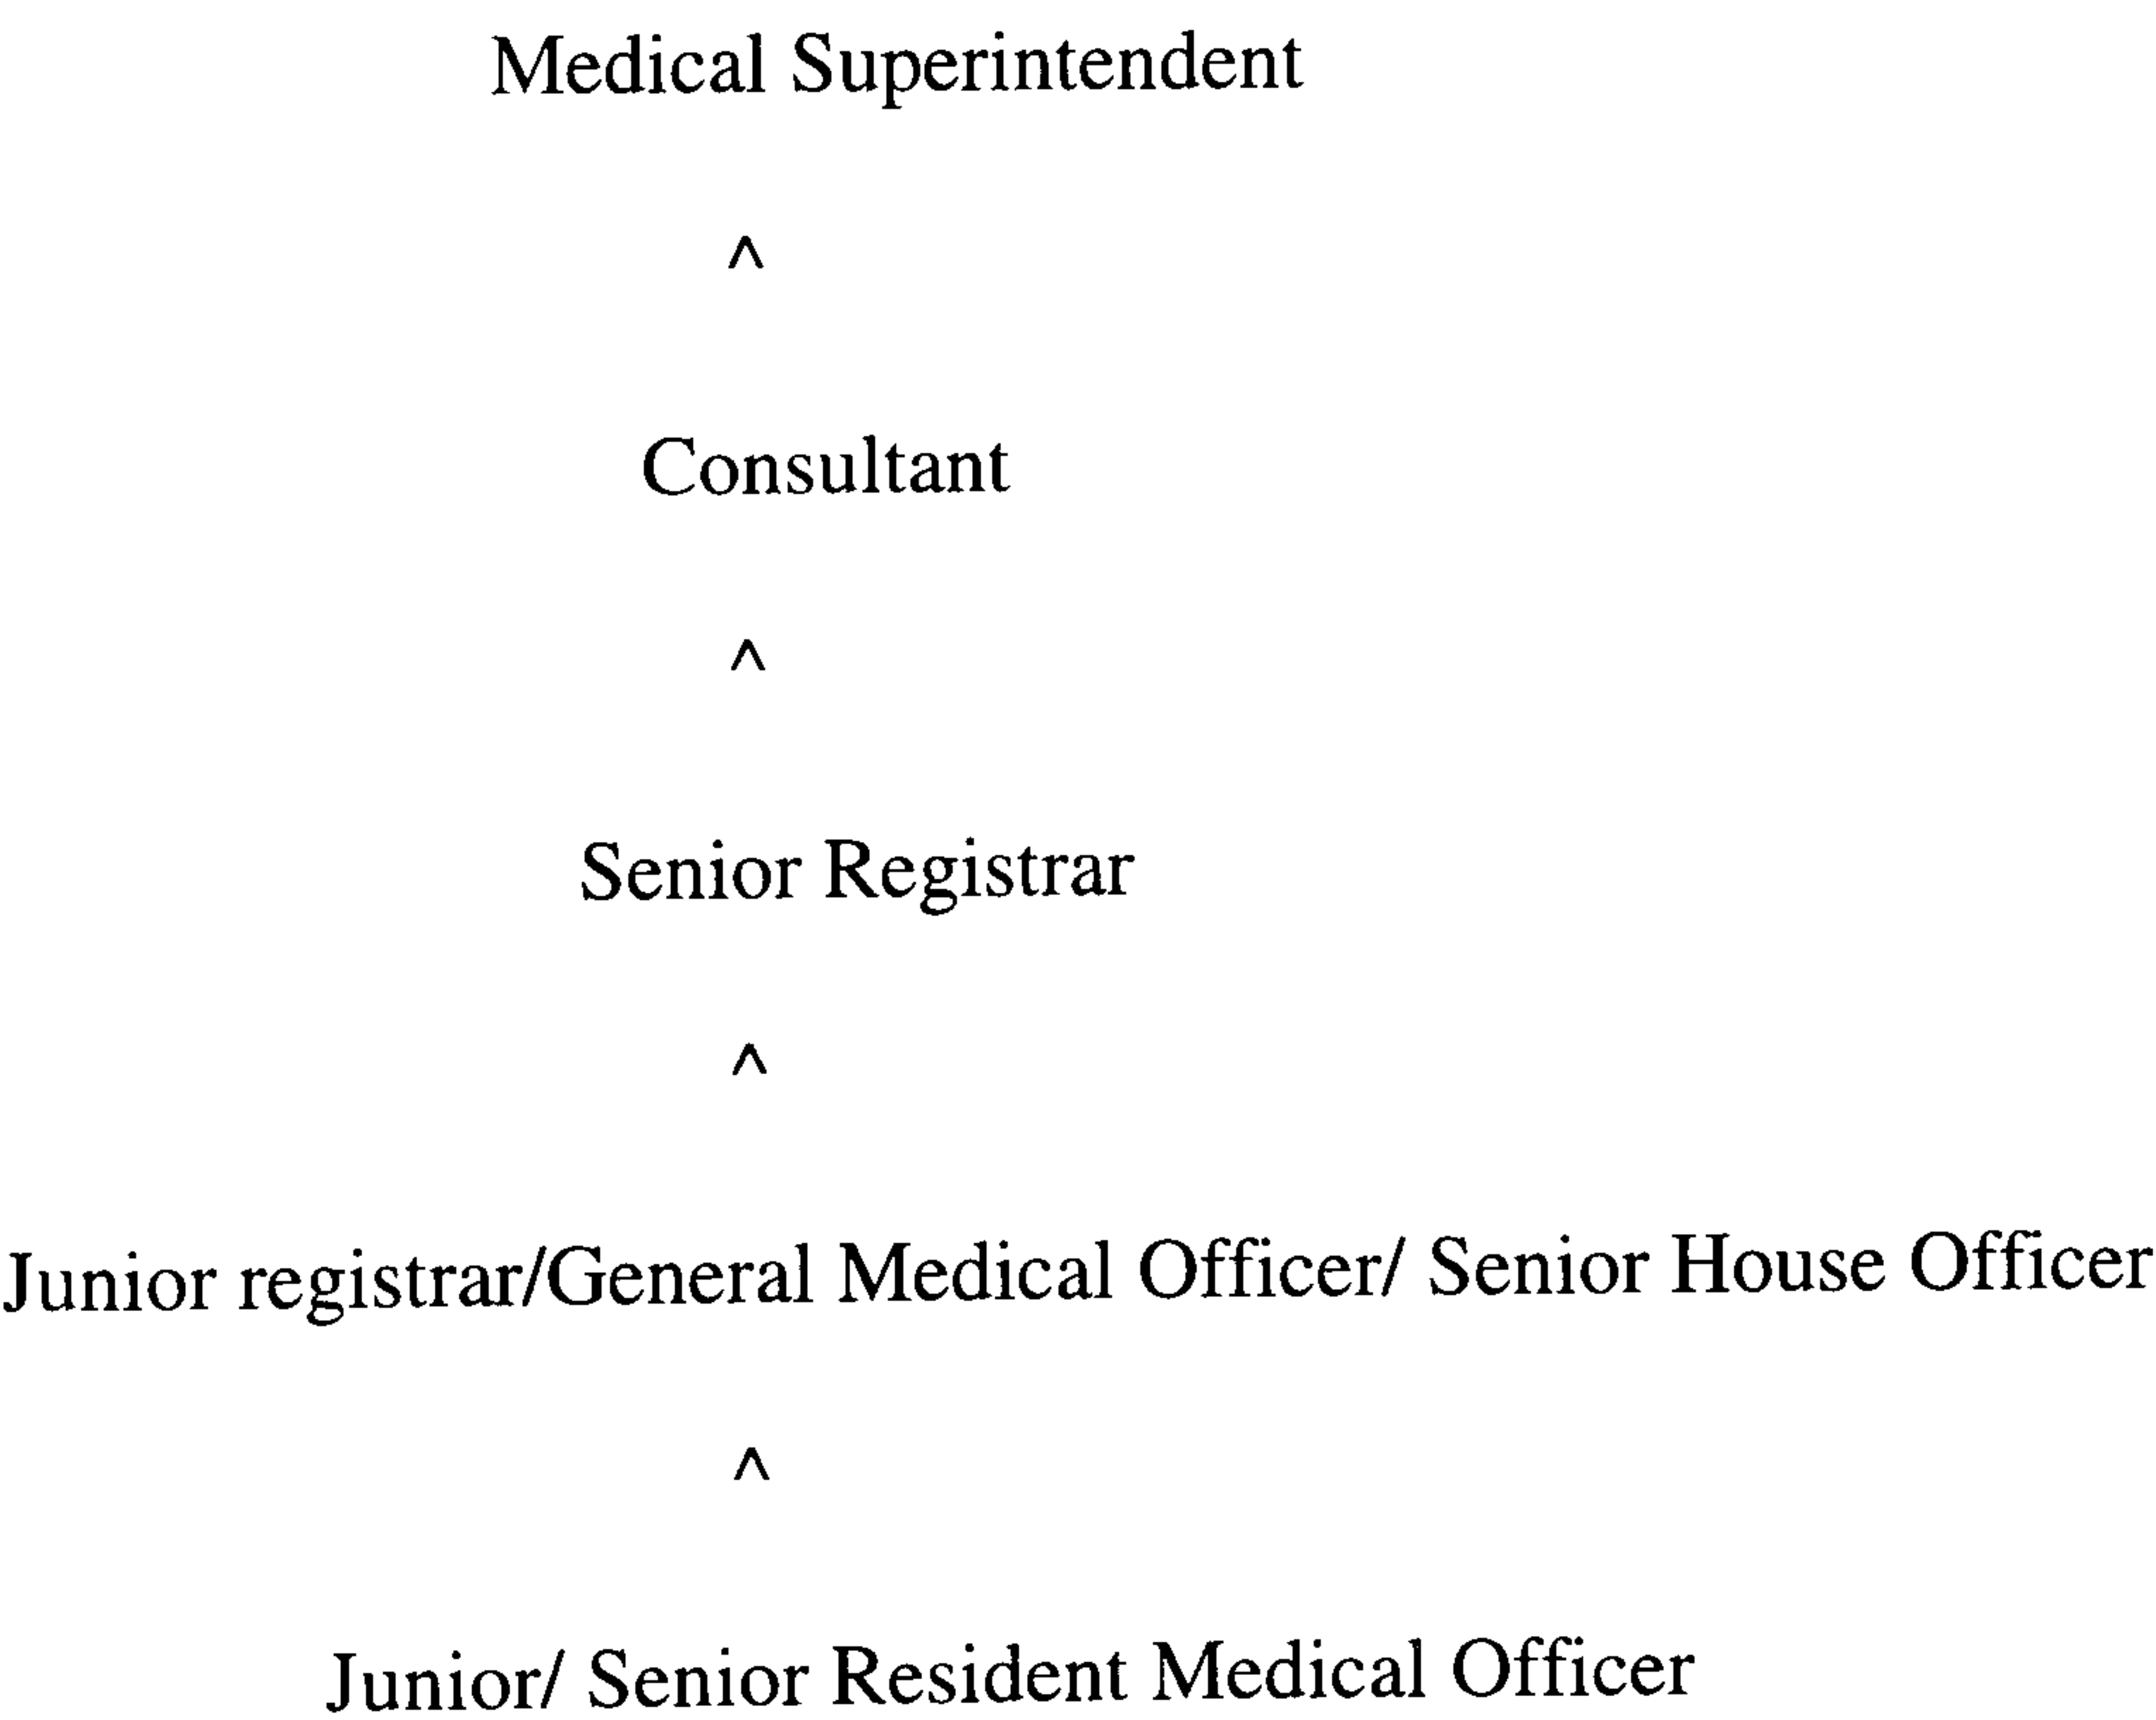 Medical Superintendent
^
Consultant
^
Senior Registrar
^
Junior registrar/General Medical Officer/ Senior House Officer
^
Junior/ Senior Resident Medical Officer